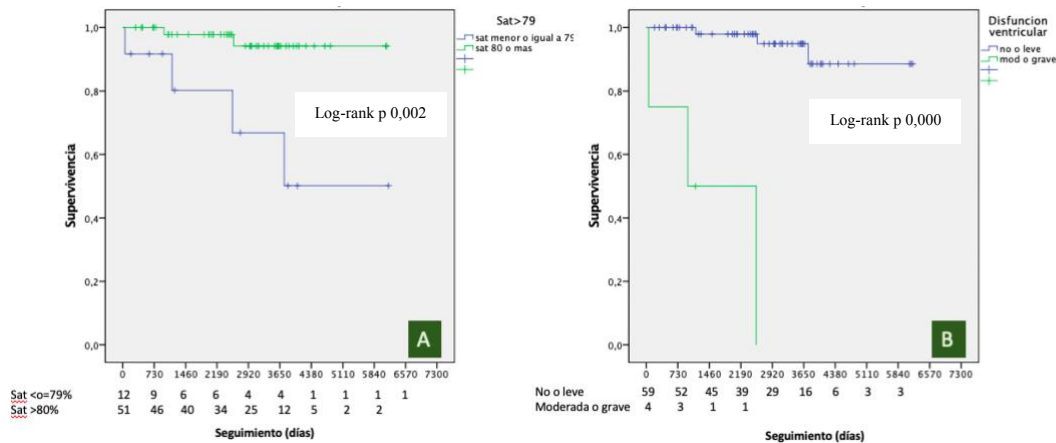 Sat>79
sat menor o igual a 79
sat 80 o mas
1,0
0,8
0,6
0,4
0,2
0,0
Supervivencia
Log-rank p 0,002
A
0 730 1460 2190 2920 3650 4380 5110 5840 6570 7300
Sat <o=79% 12 9 6 6 4 4 1 1 1 1
Sat >80% 51 46 40 34 25 12 5 2 2
Seguimiento (días)
Disfuncion
ventricular
no o leve
mod o grave
1,0
0,8
0,6
0,4
0,2
0,0
Supervivencia
Log-rank p 0,000
B
0 730 1460 2190 2920 3650 4380 5110 5840 6570 7300
No o leve 59 52 45 39 29 16 6 3 3
Moderada o grave 4 3 1 1
Seguimiento (días)